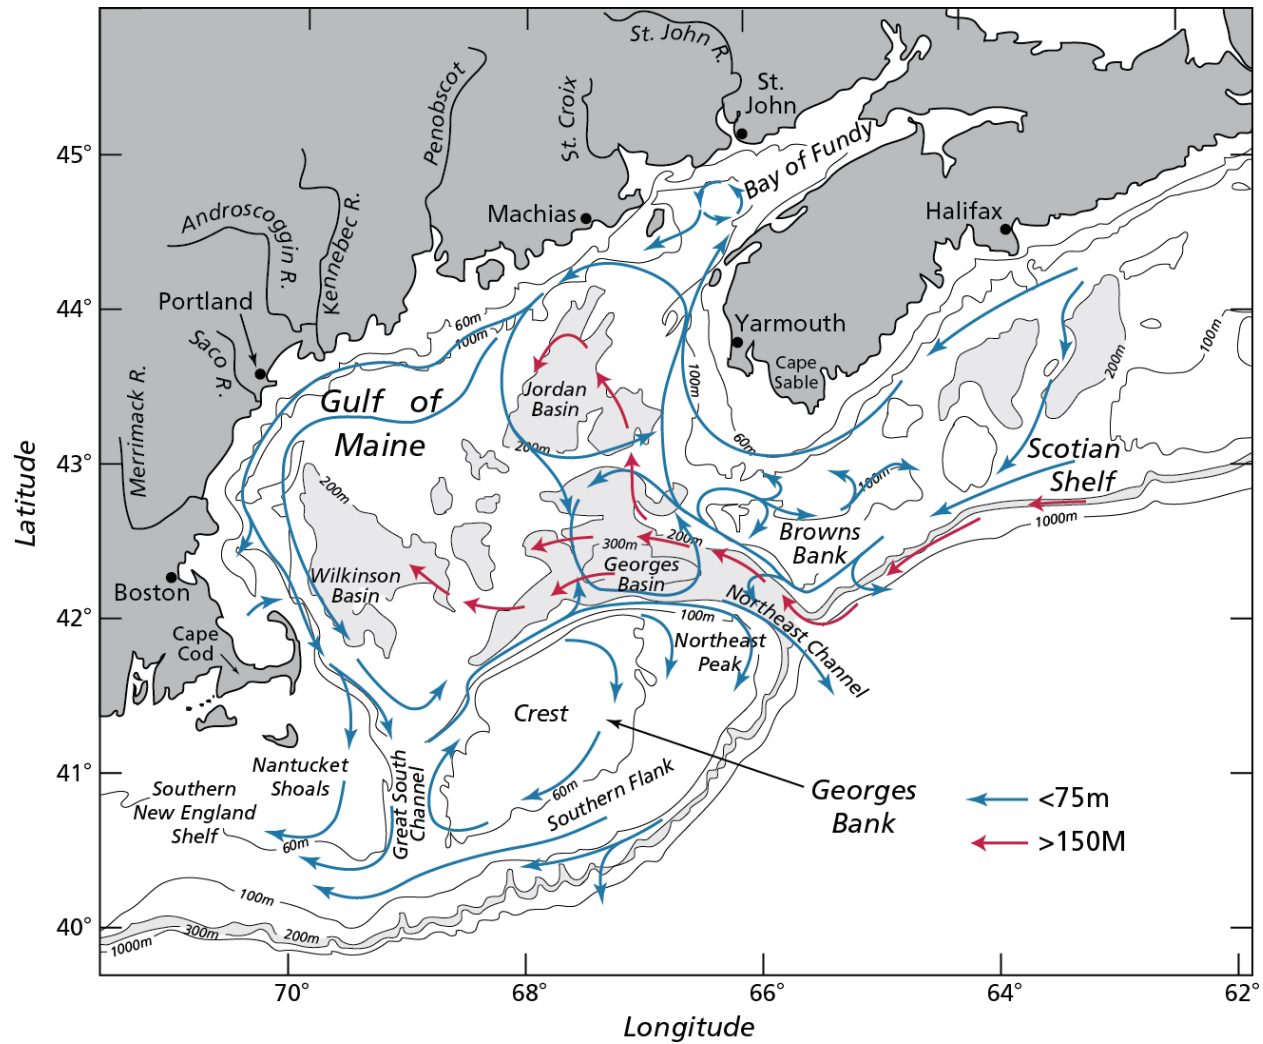 St. John R.
Penobscot
St. Croix
St.
John
45°
Bay of Fundy
Machias
Halifax
Androscoggin R.
Kennebec R.
Portland
44°
60m
100m
Yarmouth
Saco R.
Cape
Sable
100m
200m
100m
Merrimack R.
Gulf of
Maine
Jordan
Basin
200m
60m
43°
Scotian
Shelf
200m
100m
1000m
Browns
Bank
200m
300m
Georges
Basin
Wilkinson
Basin
Boston
Northeast Channel
42°
100m
Cape
Cod
Northeast
Peak
Crest
Nantucket
Shoals
Great South
Channel
41°
Southern
New England
Shelf
60m
Southern Flank
Georges
Bank
<75m
>150M
60m
100m
40°
1000m
300m
200m
70°
68°
66°
64°
62°
Latitude
Longitude